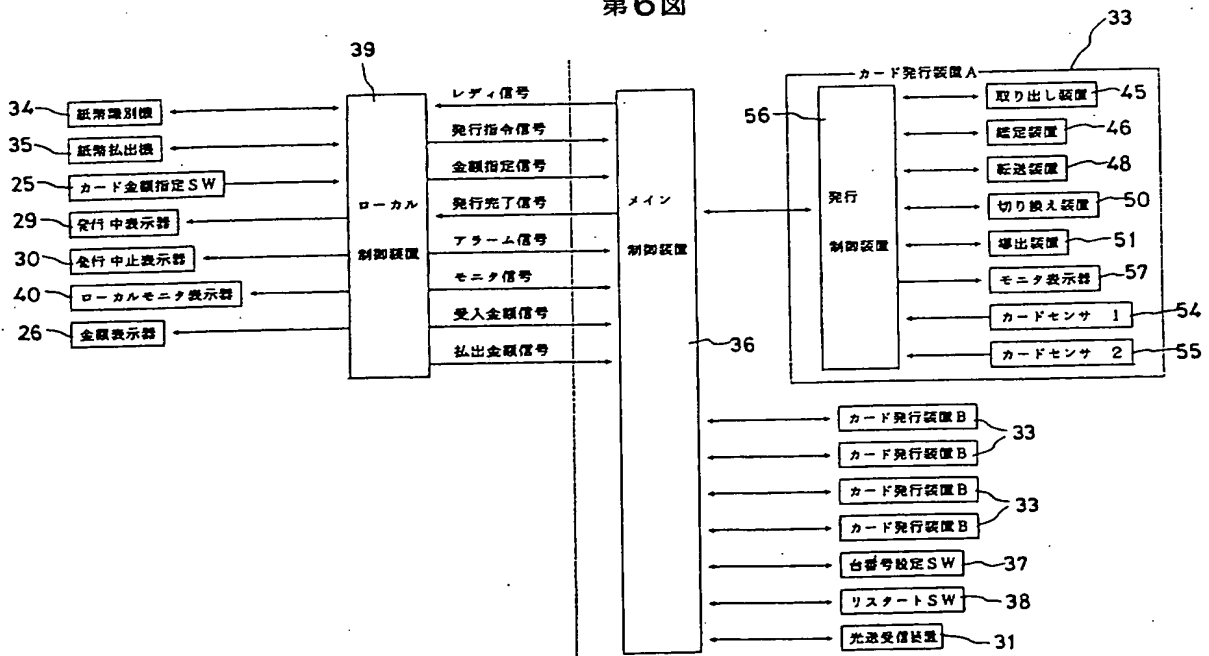 第6図
34 紙幣識別機
35 紙幣払出機
25 カード金額指定SW
29 発行中表示器
30 発行中止表示器
40 ローカルモニタ表示器
26 金額表示器
39
ローカル
制御装置
レディ信号
発行指令信号
金額指定信号
発行完了信号
アラーム信号
モニタ信号
受入金額信号
払出金額信号
メイン
制御装置
36
33
カード発行装置A
56
発行
制御装置
取り出し装置 45
鑑定装置 46
転送装置 48
切り換え装置 50
導出装置 51
モニタ表示器 57
カードセンサ 1 54
カードセンサ 2 55
カード発行装置B
カード発行装置B
33
カード発行装置B
カード発行装置B
33
台番号設定SW 37
リスタートSW 38
光送受信装置 31